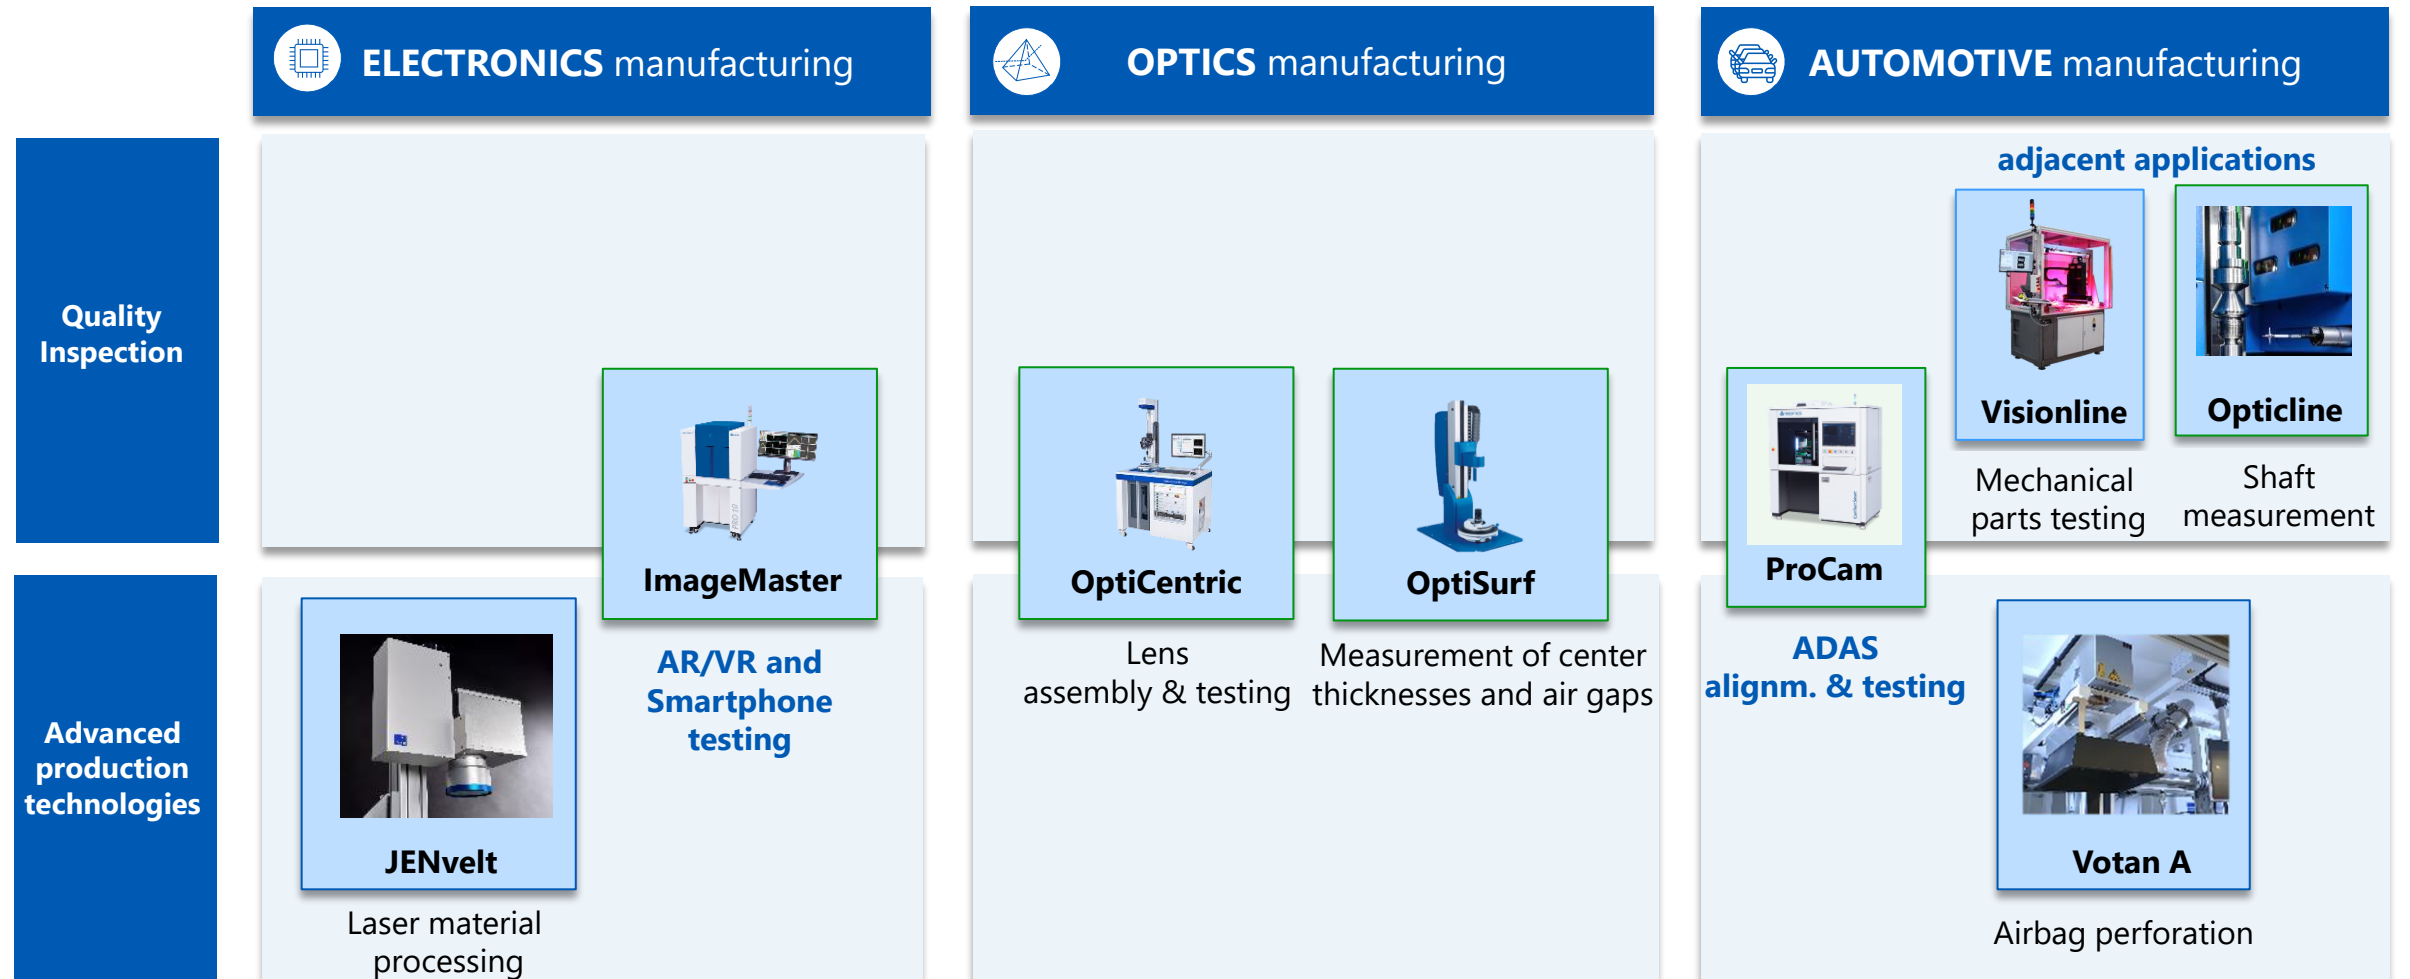 ELECTRONICS manufacturing
OPTICS manufacturing
AUTOMOTIVE manufacturing
Quality
Inspection
adjacent applications
Visionline
Mechanical
parts testing
Opticline
Shaft
measurement
ImageMaster
AR/VR and
Smartphone
testing
OptiCentric
Lens
assembly & testing
OptiSurf
Measurement of center
thicknesses and air gaps
ProCam
ADAS
alignm. & testing
Advanced
production
technologies
JENvelt
Laser material
processing
Votan A
Airbag perforation
PRO 10